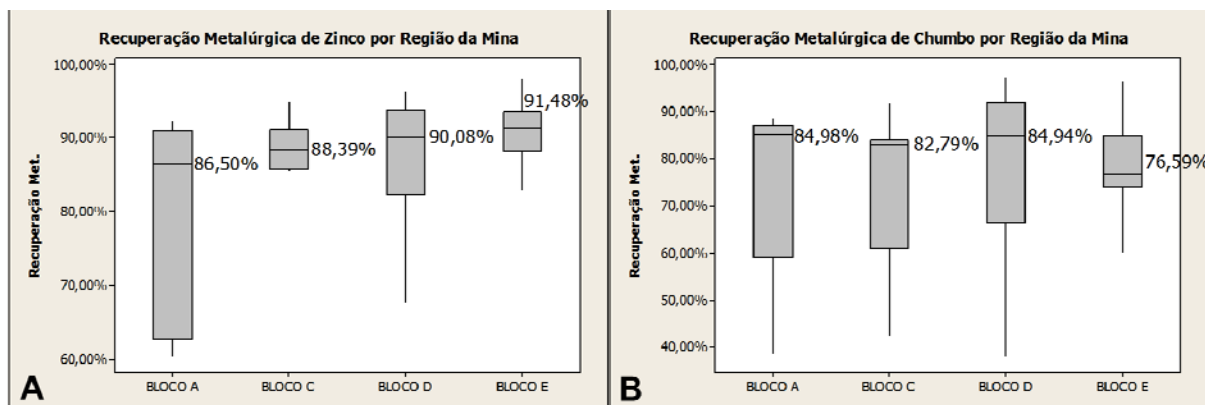 Recuperação Metalúrgica de Zinco por Região da Mina
Recuperação Met.
100,00%
90,00%
80,00%
70,00%
60,00%
86,50%
88,39%
90,08%
91,48%
BLOCO A
BLOCO C
BLOCO D
BLOCO E
A
Recuperação Metalúrgica de Chumbo por Região da Mina
Recuperação Met.
100,00%
90,00%
80,00%
70,00%
60,00%
50,00%
40,00%
84,98%
82,79%
84,94%
76,59%
BLOCO A
BLOCO C
BLOCO D
BLOCO E
B